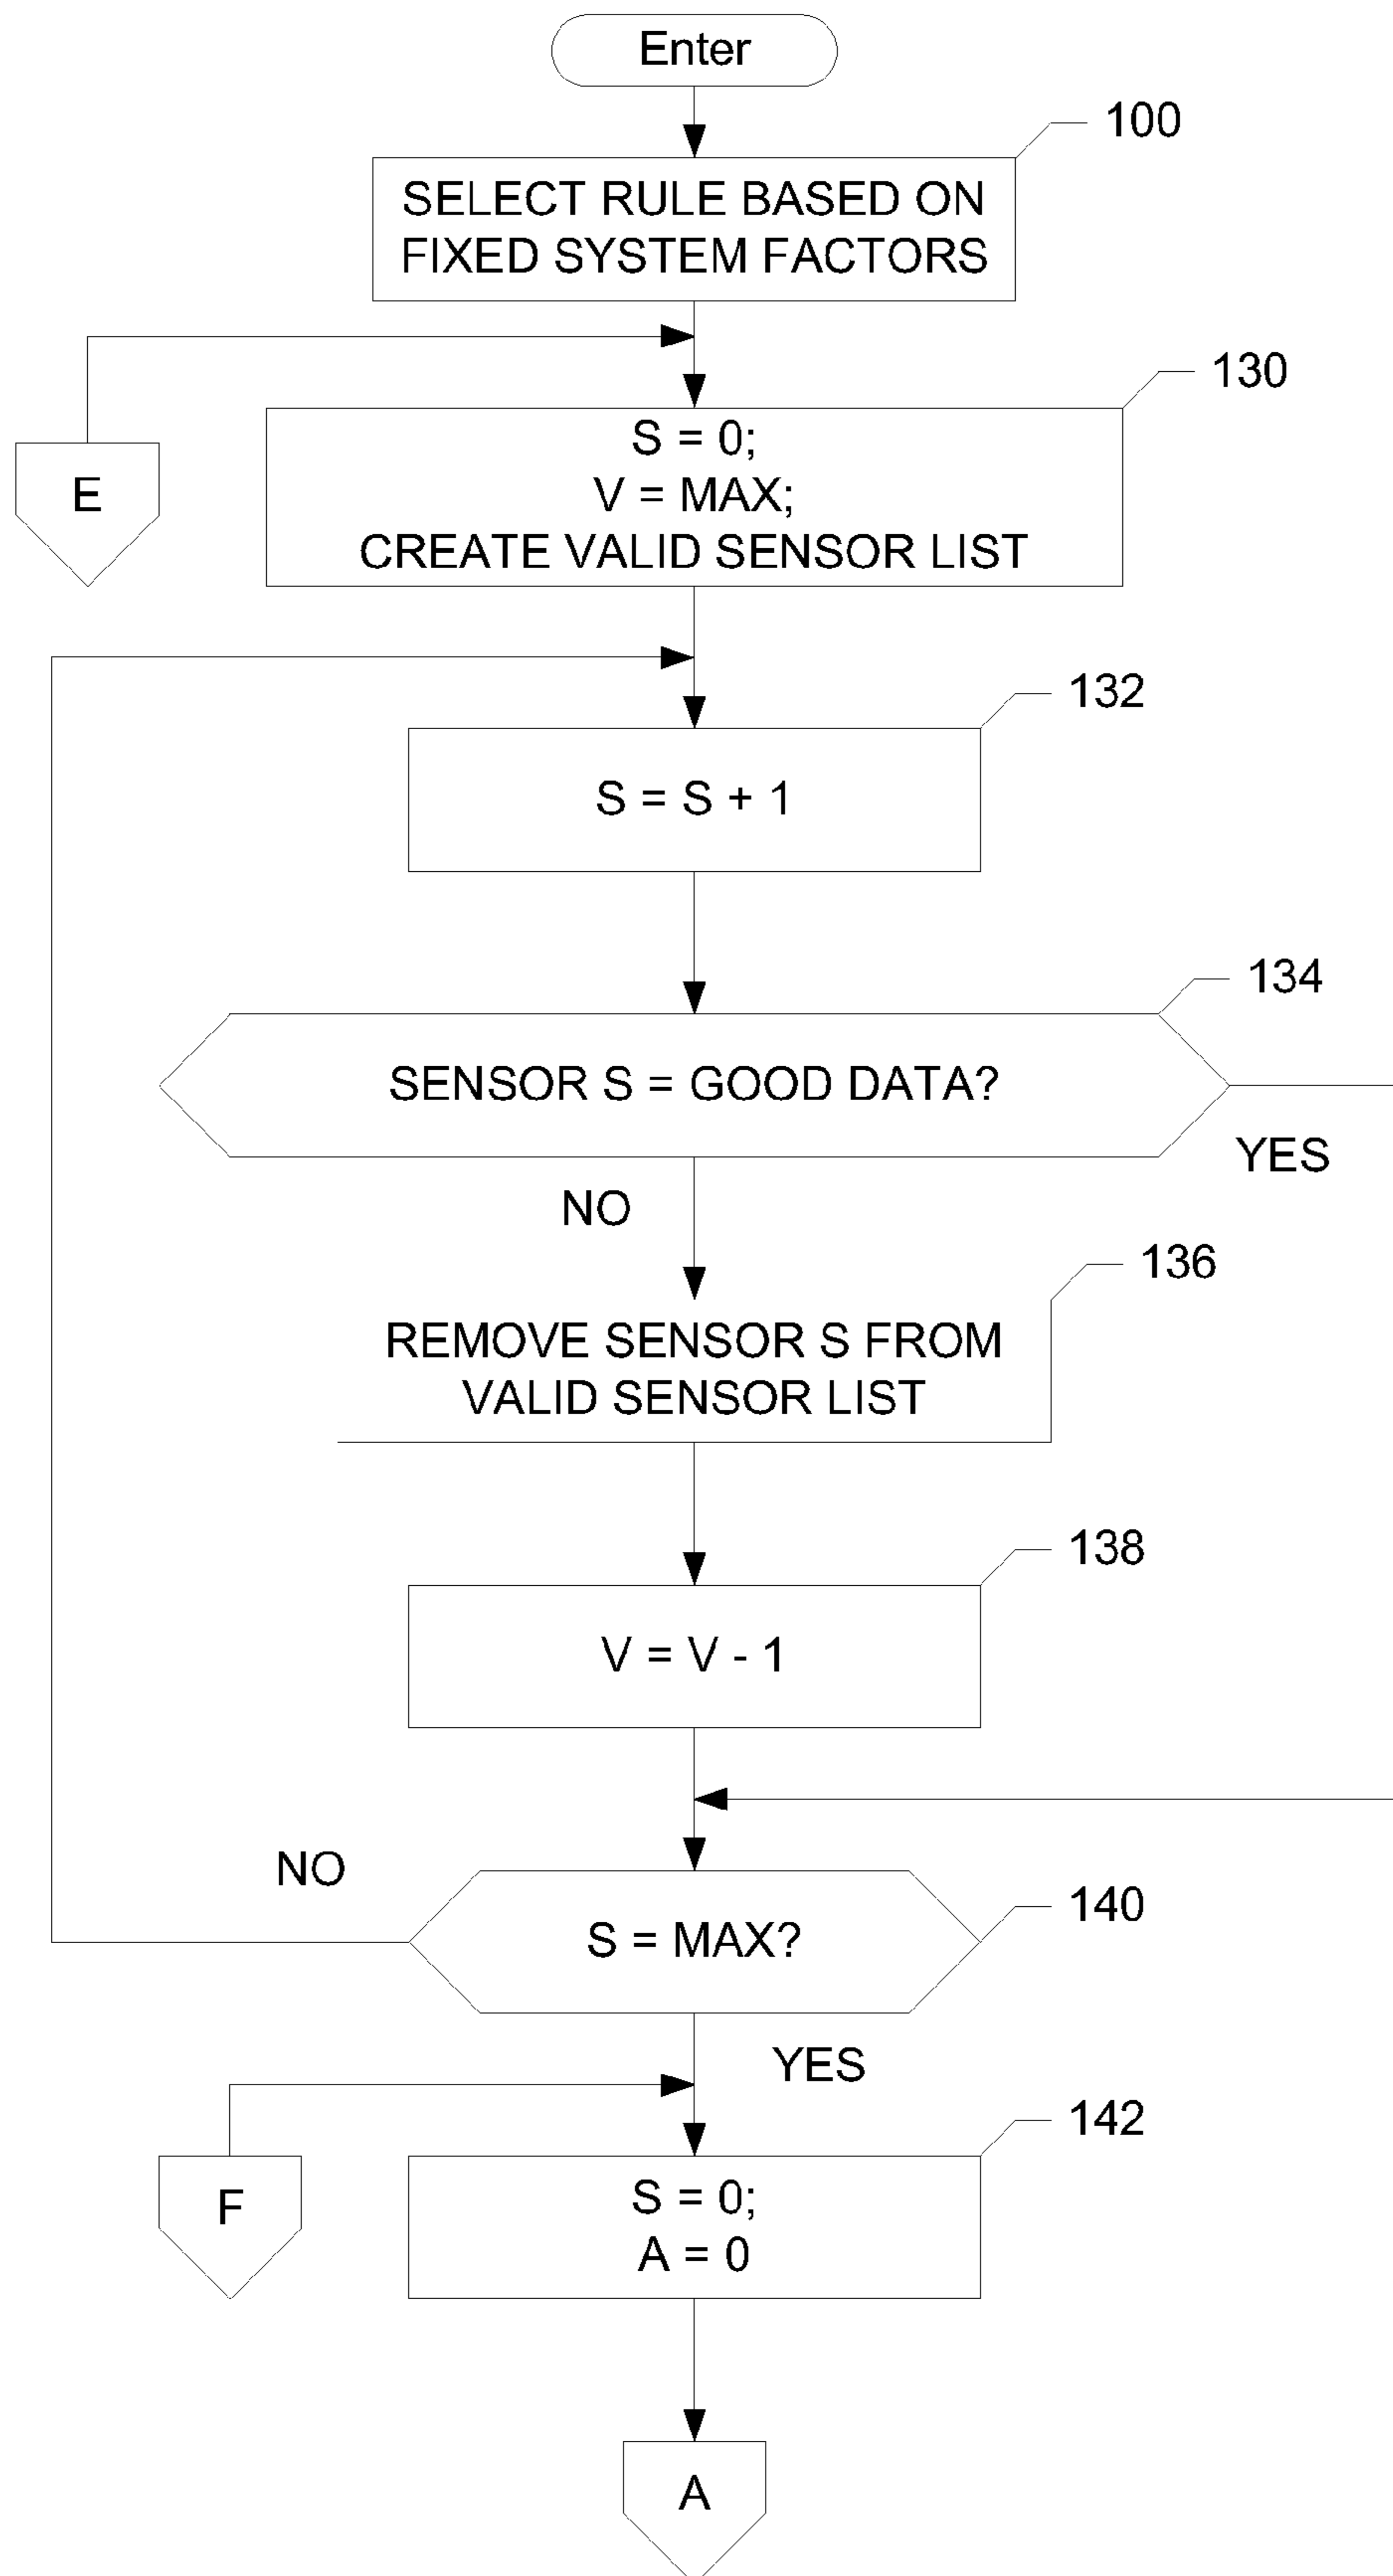 Enter
100
SELECT RULE BASED ON
FIXED SYSTEM FACTORS
130
E
S = 0;
V = MAX;
CREATE VALID SENSOR LIST
132
S = S + 1
134
SENSOR S = GOOD DATA?
YES
NO
136
REMOVE SENSOR S FROM
VALID SENSOR LIST
138
V = V - 1
NO
140
S = MAX?
YES
142
F
S = 0;
A = 0
A